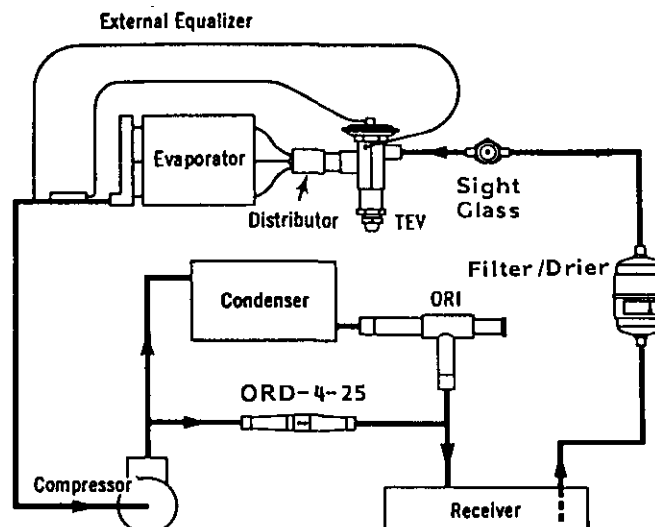 External Equalizer
Evaporator
Distributor
TEV
Sight
Glass
Filter/Drier
Condenser
ORI
ORD-4-25
Compressor
Receiver